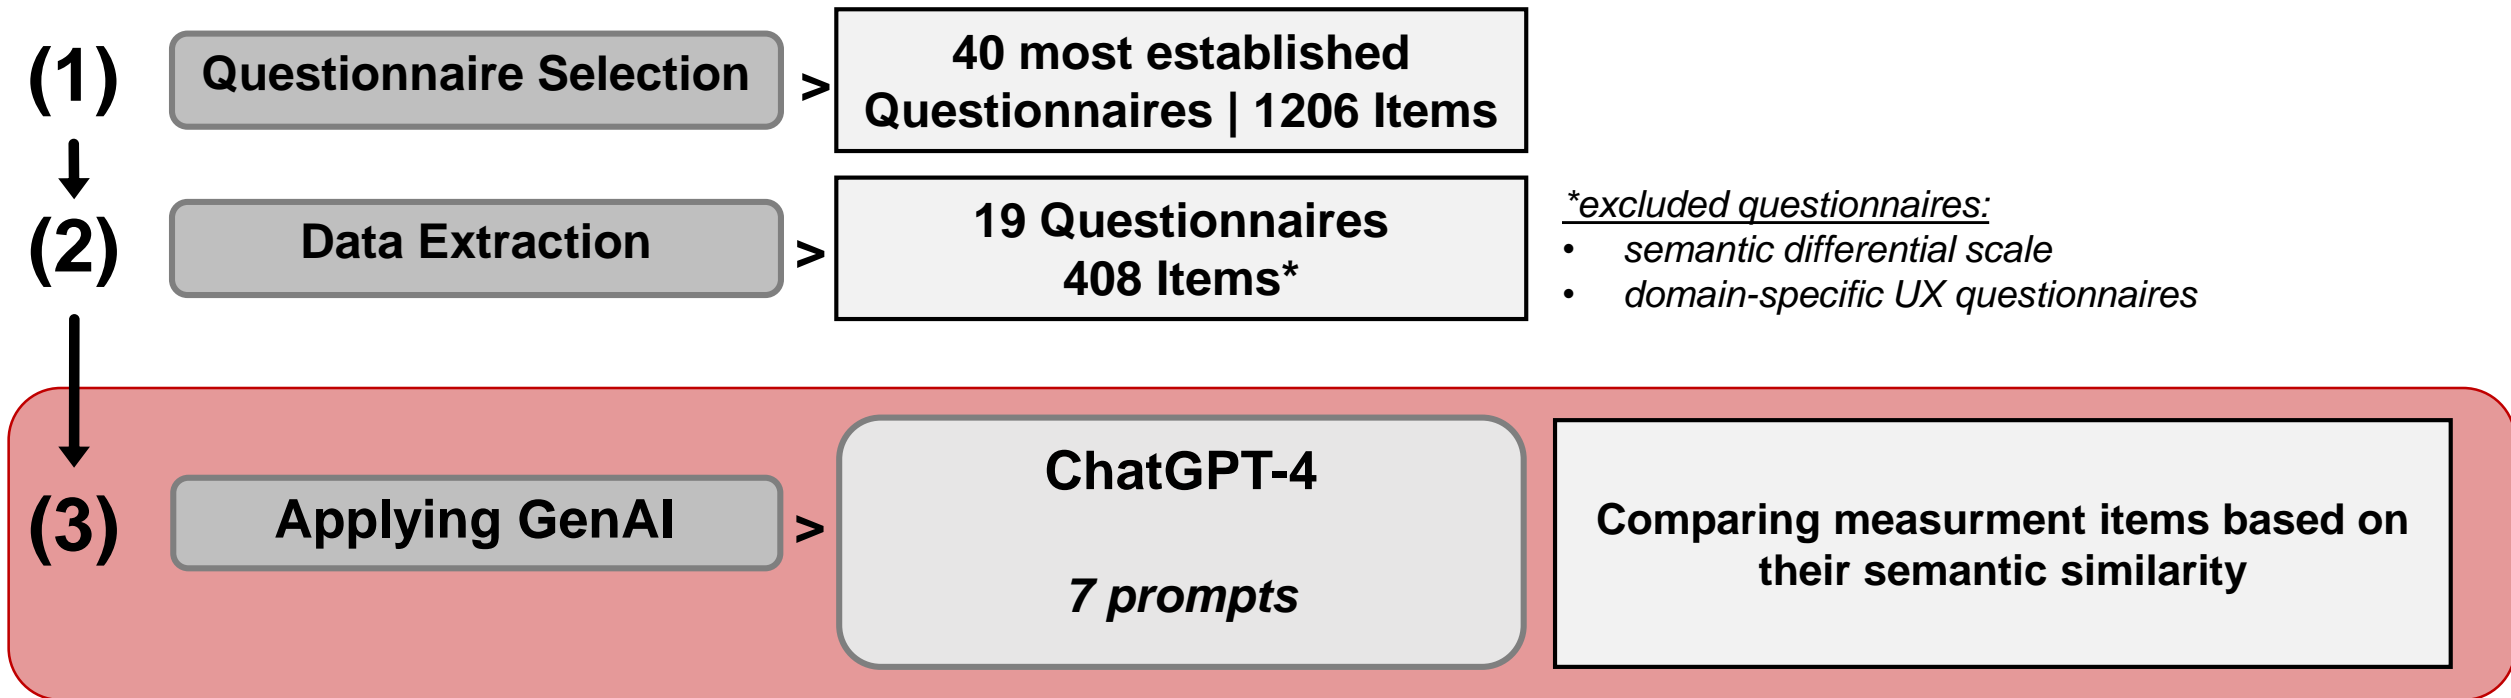 (1)
Questionnaire Selection
>
40 most established
Questionnaires | 1206 Items
(2)
Data Extraction
>
19 Questionnaires
408 Items*
*excluded questionnaires:
• semantic differential scale
• domain-specific UX questionnaires
(3)
Applying GenAI
>
ChatGPT-4
7 prompts
Comparing measurment items based on
their semantic similarity